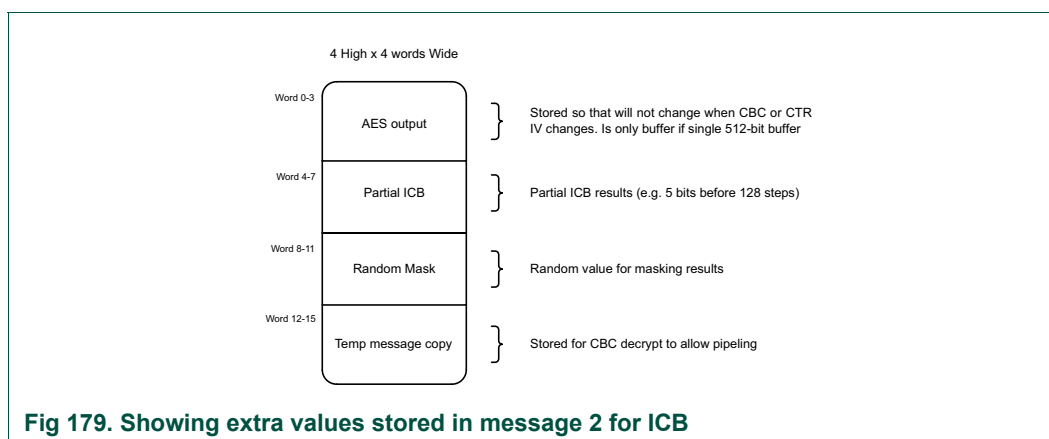 4 High x 4 words Wide
Word 0-3
AES output
Stored so that will not change when CBC or CTR
IV changes. Is only buffer if single 512-bit buffer
Word 4-7
Partial ICB
Partial ICB results (e.g. 5 bits before 128 steps)
Word 8-11
Random Mask
Random value for masking results
Word 12-15
Temp message copy
Stored for CBC decrypt to allow pipeling
Fig 179. Showing extra values stored in message 2 for ICB